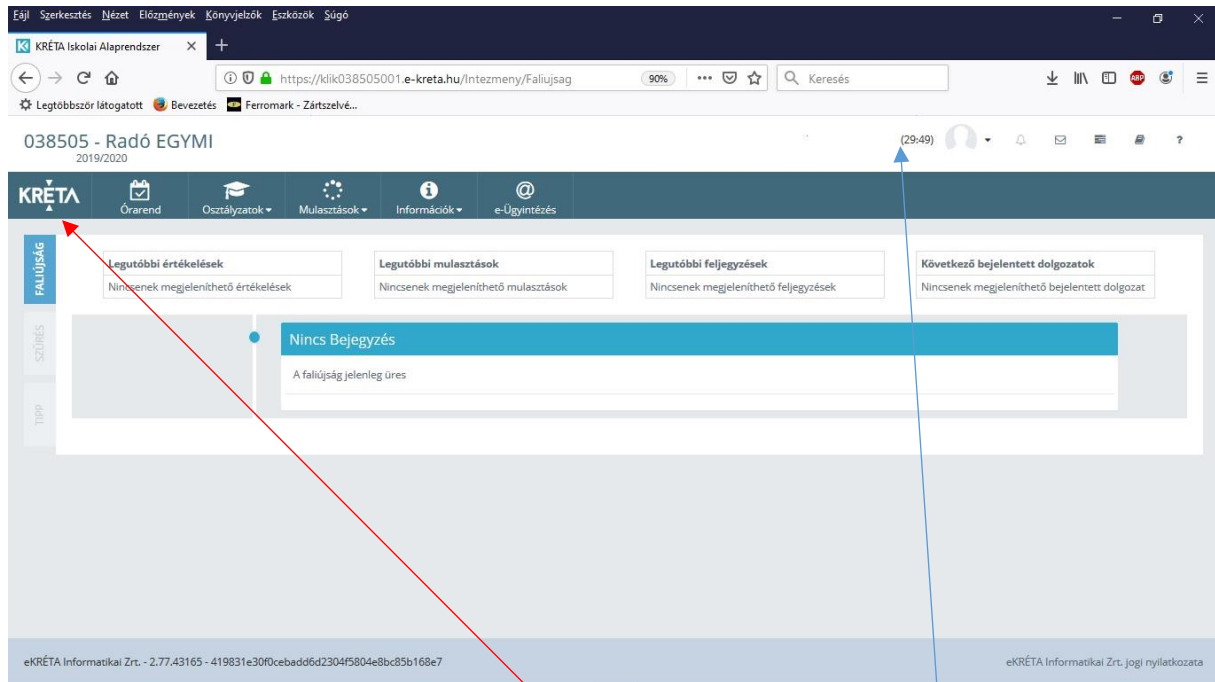 Fájl Szerkesztés Nézet Előzmények Könyvjelzők Eszközök Súgó
KRÉTA Iskolai Alaprendszer
https://klik038505001.e-kreta.hu/Intezmeny/Faliujsag 90% Keresés
Legtöbbször látogatott Bevezetés Ferromark - Zártszelvé...
038505 - Radó EGYMI (29:49)
2019/2020
KRÉTA Órarend Osztályzatok Mulasztások Információk e-Ügyintézés
FALIÚJSÁG
SZŰRÉS
TIPP
Legutóbbi értékelések Legutóbbi mulasztások Legutóbbi feljegyzések Következő bejelentett dolgozatok
Nincsenek megjeleníthető értékelések Nincsenek megjeleníthető mulasztások Nincsenek megjeleníthető feljegyzések Nincsenek megjeleníthető bejelentett dolgozat
Nincs Bejegyzés
A faliújság jelenleg üres
eKRÉTA Informatikai Zrt. - 2.77.43165 - 419831e30f0cebadd6d2304f5804e8bc85b168e7 eKRÉTA Informatikai Zrt. jogi nyilatkozata